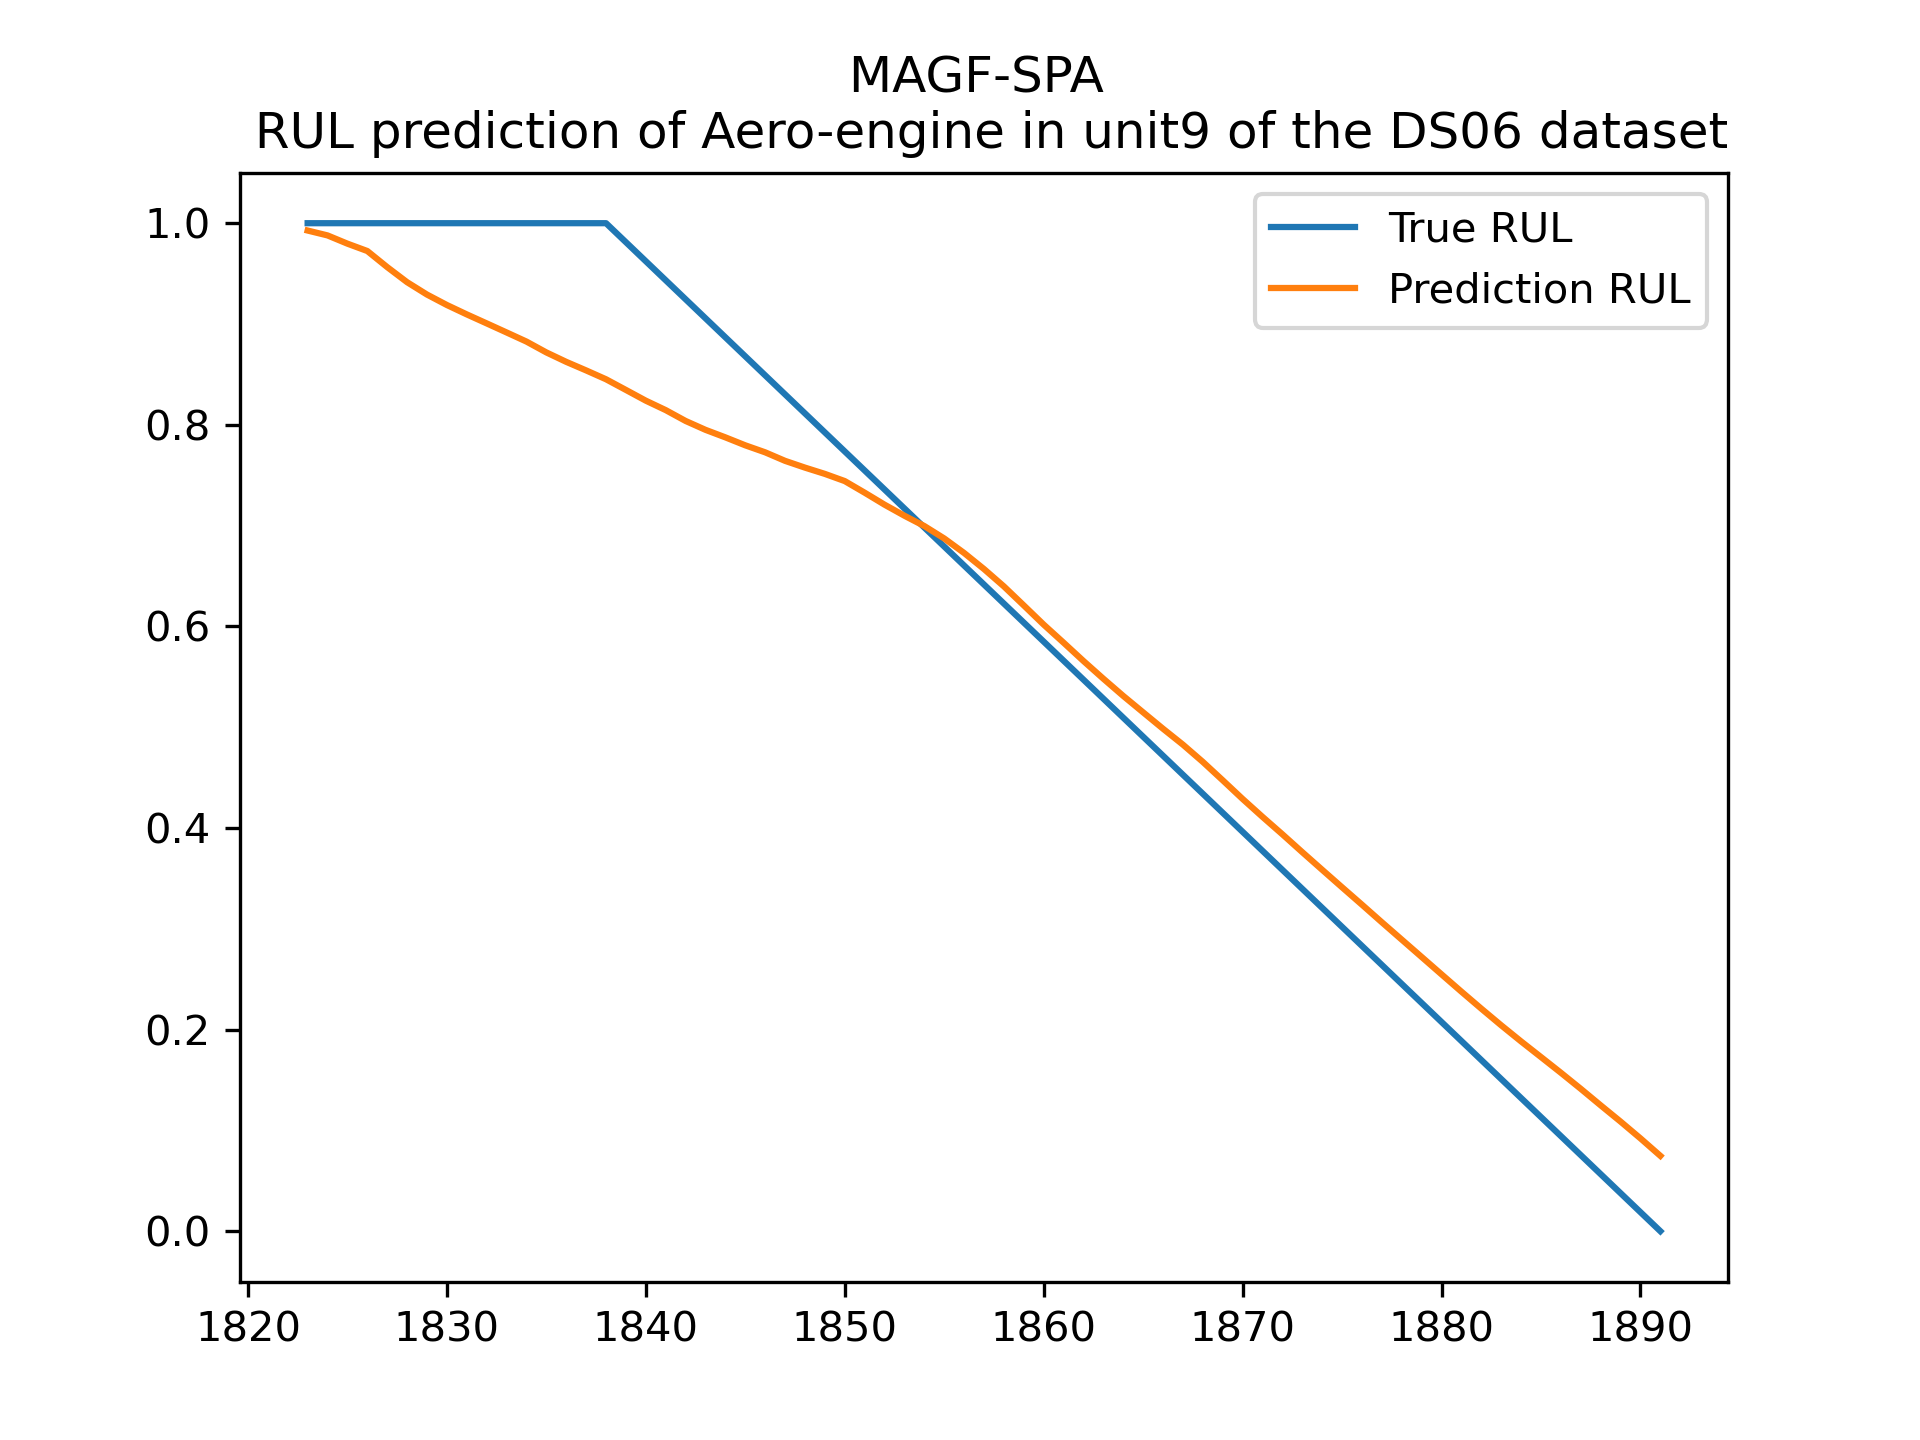 MAGF-SPA
RUL prediction of Aero-engine in unit9 of the DS06 dataset
True RUL
Prediction RUL
1.0
0.8
0.6
0.4
0.2
0.0
1820 1830 1840 1850 1860 1870 1880 1890